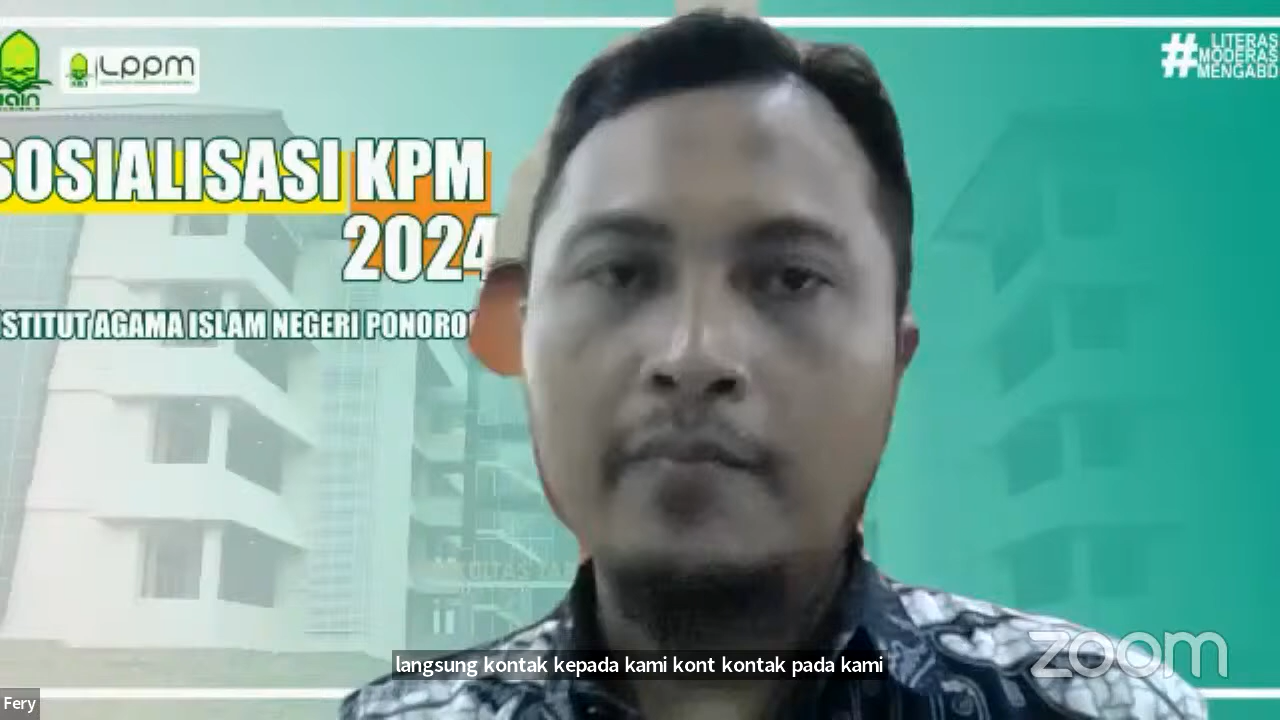 iain
LPPM
#LITERAS
MODERAS
MENGABD
SOSIALISASI KPM
2024
STITUT AGAMA ISLAM NEGERI PONORO
langsung kontak kepada kami kont kontak pada kami
zoom
Fery